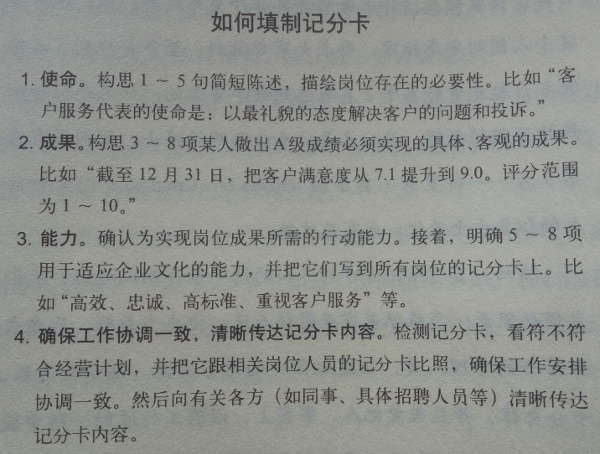 如何填制记分卡
1. 使命。构思 1 ~ 5 句简短陈述，描绘岗位存在的必要性。比如“客
户服务代表的使命是：以最礼貌的态度解决客户的问题和投诉。”
2. 成果。构思 3 ~ 8 项某人做出 A 级成绩必须实现的具体、客观的成果。
比如“截至 12 月 31 日，把客户满意度从 7.1 提升到 9.0。评分范围
为 1 ~ 10。”
3. 能力。确认为实现岗位成果所需的行动能力。接着，明确 5 ~ 8 项
用于适应企业文化的能力，并把它们写到所有岗位的记分卡上。比
如“高效、忠诚、高标准、重视客户服务”等。
4. 确保工作协调一致，清晰传达记分卡内容。检测记分卡，看符不符
合经营计划，并把它跟相关岗位人员的记分卡比照，确保工作安排
协调一致。然后向有关各方（如同事、具体招聘人员等）清晰传达
记分卡内容。